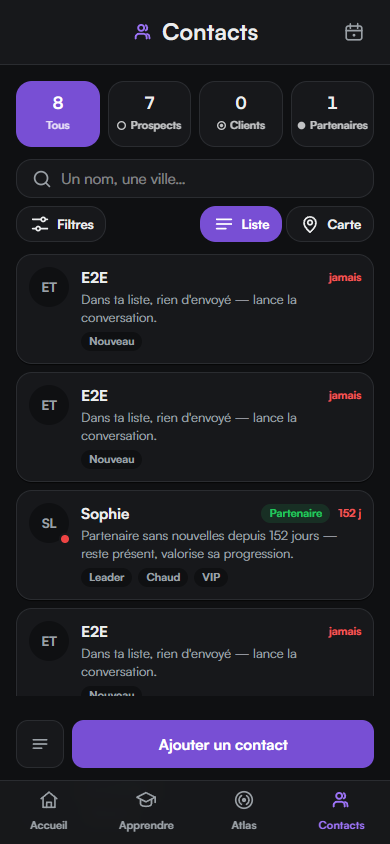 Contacts
8
Tous
7
Prospects
0
Clients
1
Partenaires
Un nom, une ville…
Filtres
Liste
Carte
ET
E2E
jamais
Dans ta liste, rien d'envoyé — lance la
conversation.
Nouveau
ET
E2E
jamais
Dans ta liste, rien d'envoyé — lance la
conversation.
Nouveau
SL
Sophie
Partenaire
152 j
Partenaire sans nouvelles depuis 152 jours —
reste présent, valorise sa progression.
Leader
Chaud
VIP
ET
E2E
jamais
Dans ta liste, rien d'envoyé — lance la
conversation.
Nouveau
Ajouter un contact
Accueil
Apprendre
Atlas
Contacts